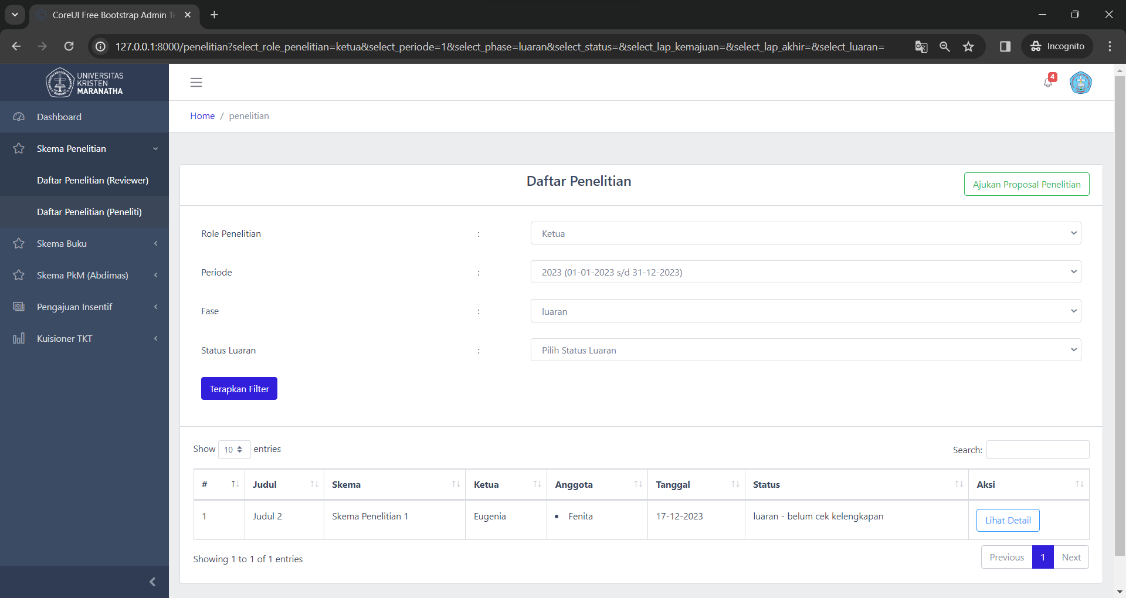 CoreUI Free Bootstrap Admin Te
127.0.0.1:8000/penelitian?select_role_penelitian=ketua&select_periode=1&select_phase=luaran&select_status=&select_lap_kemajuan=&select_lap_akhir=&select_luaran=
Incognito
UNIVERSITAS
KRISTEN
MARANATHA
4
Dashboard
Home / penelitian
Skema Penelitian
Daftar Penelitian (Reviewer)
Daftar Penelitian (Peneliti)
Skema Buku
Skema PkM (Abdimas)
Pengajuan Insentif
Kuisioner TKT
Daftar Penelitian
Ajukan Proposal Penelitian
Role Penelitian : Ketua
Periode : 2023 (01-01-2023 s/d 31-12-2023)
Fase : luaran
Status Luaran : Pilih Status Luaran
Terapkan Filter
Show 10 entries Search:
# Judul Skema Ketua Anggota Tanggal Status Aksi
1 Judul 2 Skema Penelitian 1 Eugenia • Fenita 17-12-2023 luaran - belum cek kelengkapan Lihat Detail
Showing 1 to 1 of 1 entries Previous 1 Next